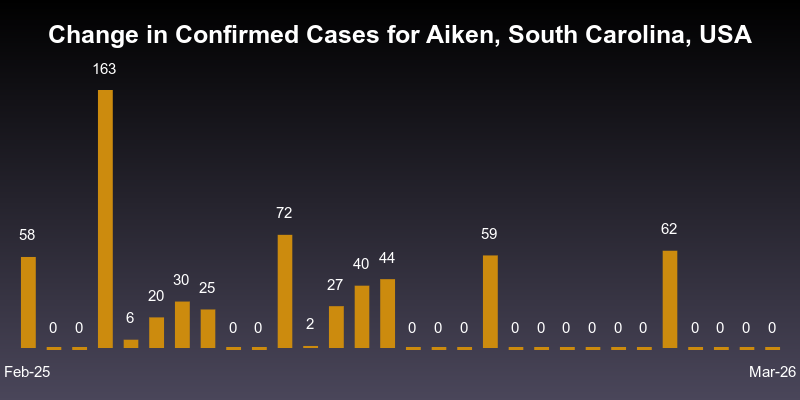 Change in Confirmed Cases for Aiken, South Carolina, USA
58 0 0 163 6 20 30 25 0 0 72 2 27 40 44 0 0 0 59 0 0 0 0 0 0 62 0 0 0 0
Feb-25 Mar-26